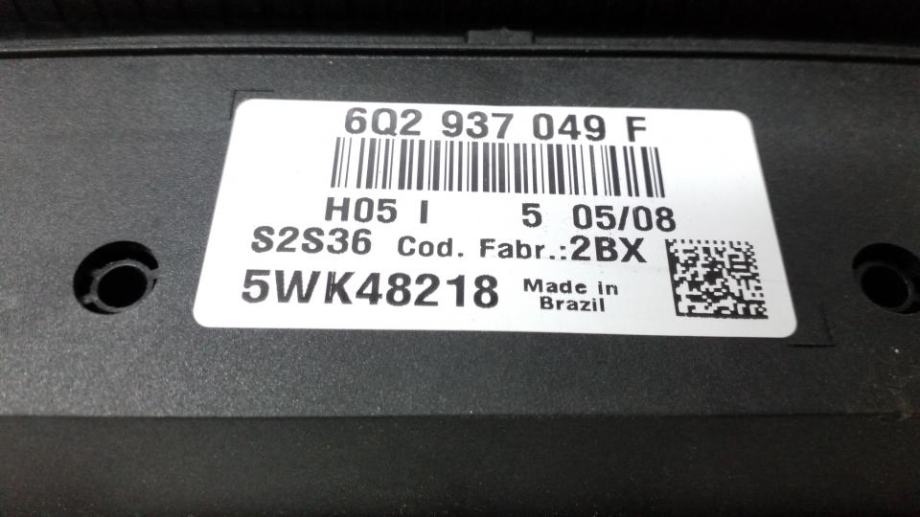 6Q2 937 049 F
H05 I 5 05/08
S2S36 Cod. Fabr.:2BX
5WK48218 Made in
Brazil